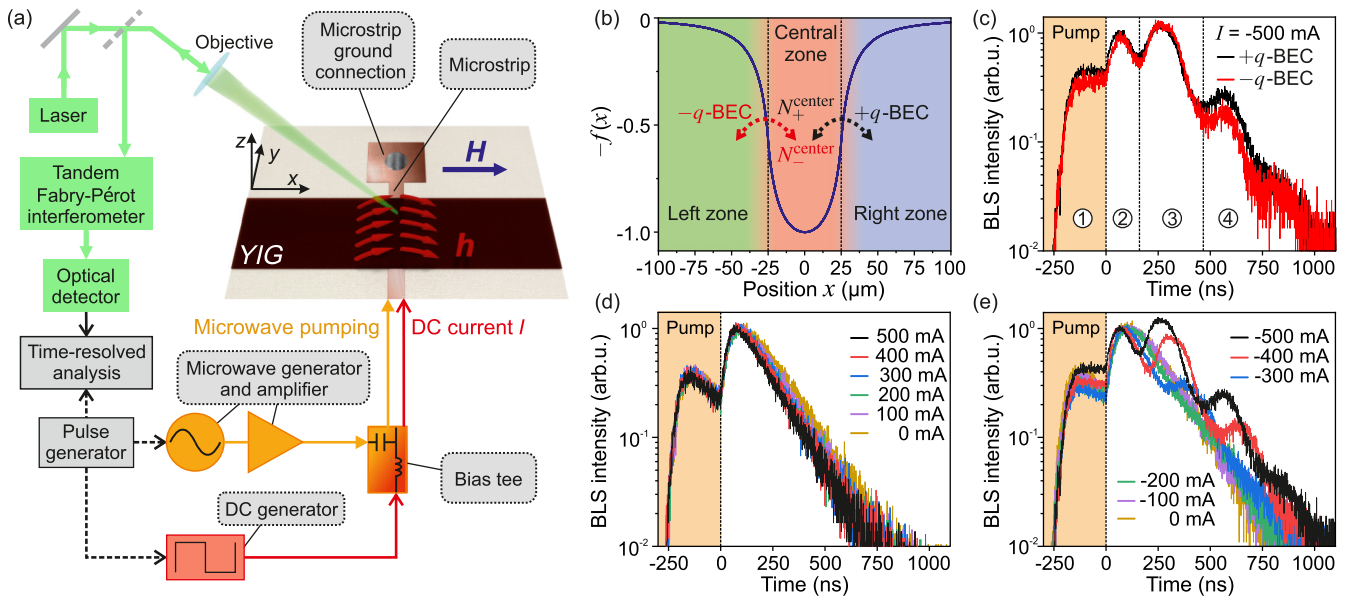 (a)
Objective
Laser
Tandem
Fabry-Pérot
interferometer
Optical
detector
Time-resolved
analysis
Pulse
generator
Microstrip
ground
connection
Microstrip
z
y
x
H
YIG
h
Microwave pumping
DC current I
Microwave generator
and amplifier
Bias tee
DC generator
(b)
0
-0.5
-1.0
−f(x)
Central
zone
−q-BEC
N₊ᶜᵉⁿᵗᵉʳ
+q-BEC
N₋ᶜᵉⁿᵗᵉʳ
Left zone
Right zone
-100 -75 -50 -25 0 25 50 75 100
Position x (μm)
(c)
Pump
I = -500 mA
+q-BEC
−q-BEC
10⁰
10⁻¹
10⁻²
BLS intensity (arb.u.)
① ② ③ ④
-250 0 250 500 750 1000
Time (ns)
(d)
Pump
500 mA
400 mA
300 mA
200 mA
100 mA
0 mA
10⁰
10⁻¹
10⁻²
BLS intensity (arb.u.)
-250 0 250 500 750 1000
Time (ns)
(e)
Pump
-500 mA
-400 mA
-300 mA
-200 mA
-100 mA
0 mA
10⁰
10⁻¹
10⁻²
BLS intensity (arb.u.)
-250 0 250 500 750 1000
Time (ns)